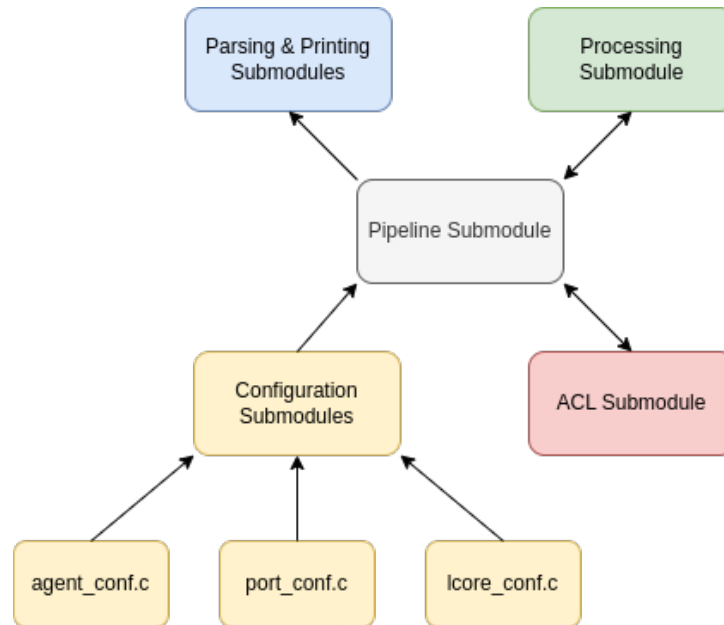 Parsing & Printing
Submodules
Processing
Submodule
Pipeline Submodule
Configuration
Submodules
ACL Submodule
agent_conf.c
port_conf.c
lcore_conf.c